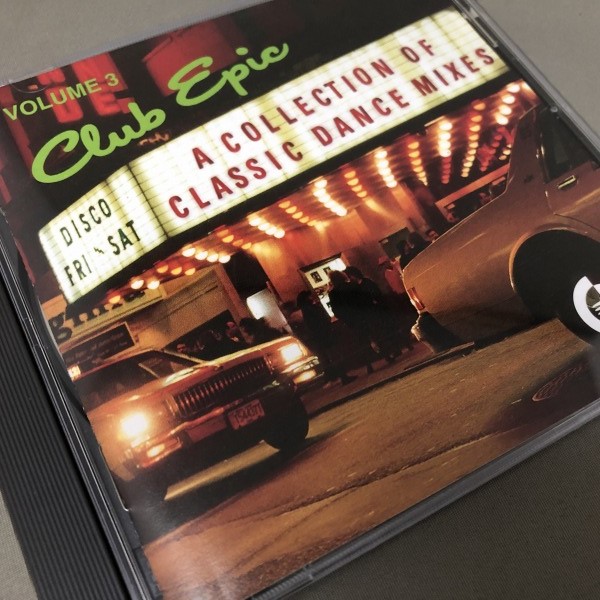 VOLUME 3
Club Epic
A COLLECTION OF
CLASSIC DANCE MIXES
DISCO
FRI & SAT